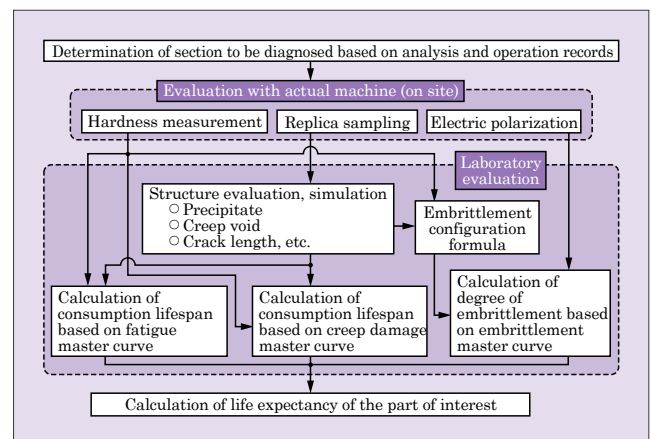 Determination of section to be diagnosed based on analysis and operation records
Evaluation with actual machine (on site)
Hardness measurement
Replica sampling
Electric polarization
Laboratory
evaluation
Structure evaluation, simulation
○ Precipitate
○ Creep void
○ Crack length, etc.
Embrittlement
configuration
formula
Calculation of
consumption lifespan
based on fatigue
master curve
Calculation of
consumption lifespan
based on creep damage
master curve
Calculation of
degree of
embrittlement based
on embrittlement
master curve
Calculation of life expectancy of the part of interest